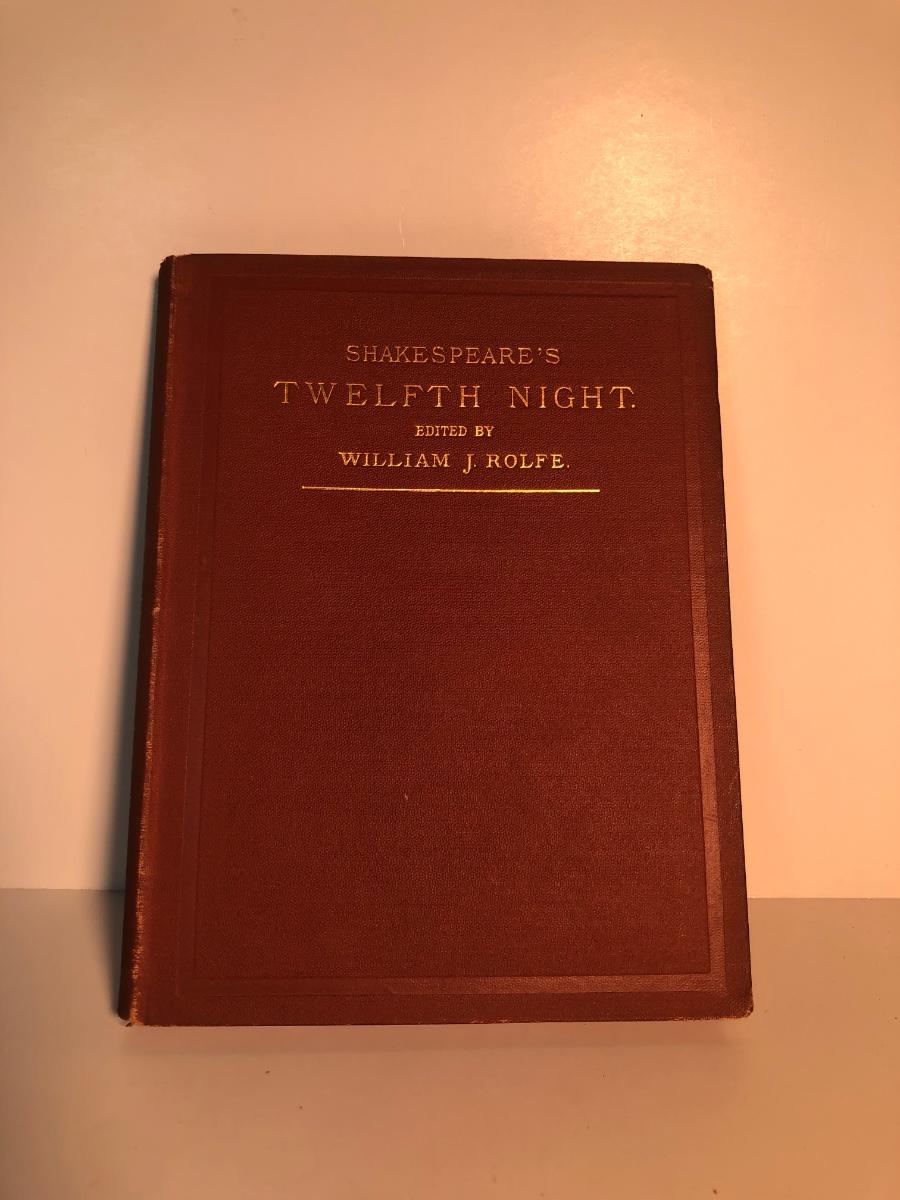 SHAKESPEARE'S
TWELFTH NIGHT.
EDITED BY
WILLIAM J. ROLFE.